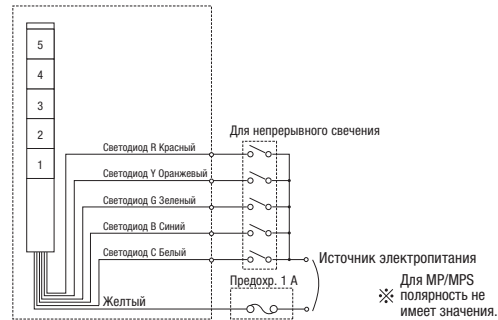 5
4
3
2
1
Для непрерывного свечения
Светодиод R Красный
Светодиод Y Оранжевый
Светодиод G Зеленый
Светодиод B Синий
Светодиод C Белый
Источник электропитания
Предохр. 1 А
Желтый
Для MP/MPS
※ полярность не
имеет значения.